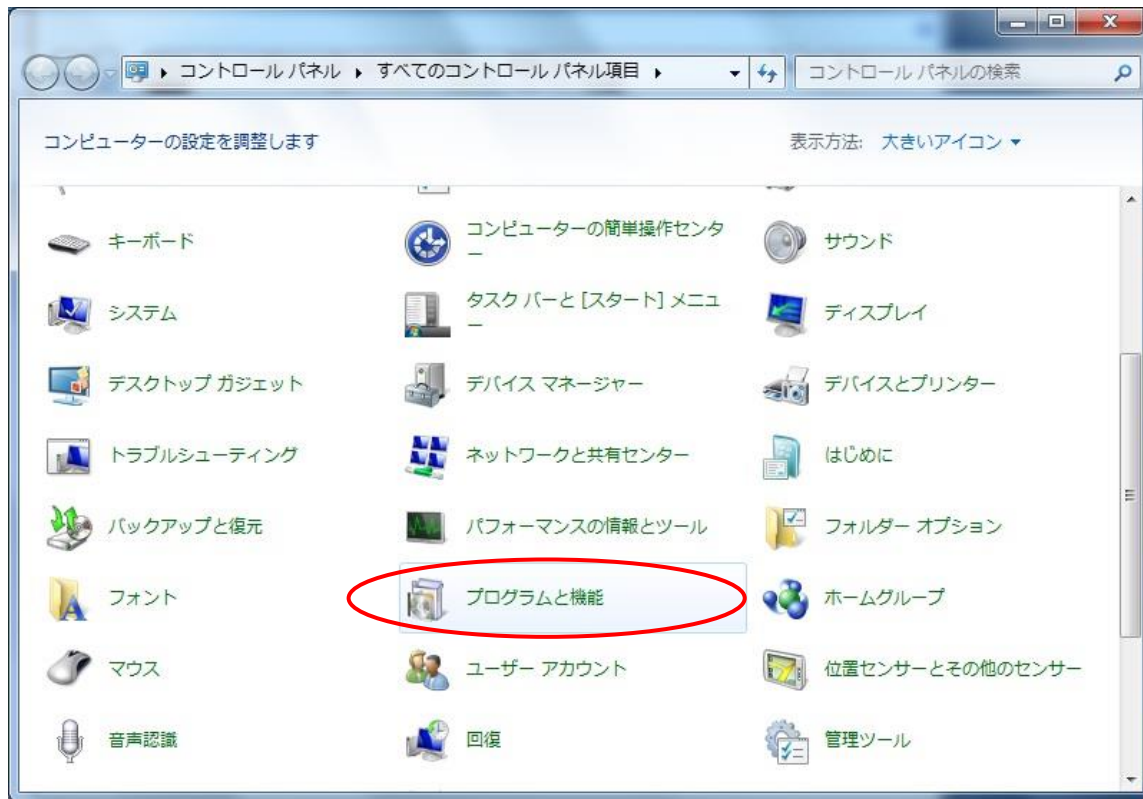 コントロール パネル ▸ すべてのコントロール パネル項目 ▸
コントロール パネルの検索
コンピューターの設定を調整します
表示方法: 大きいアイコン
キーボード
コンピューターの簡単操作センタ
ー
サウンド
システム
タスク バーと [スタート] メニュ
ー
ディスプレイ
デスクトップ ガジェット
デバイス マネージャー
デバイスとプリンター
トラブルシューティング
ネットワークと共有センター
はじめに
バックアップと復元
パフォーマンスの情報とツール
フォルダー オプション
フォント
プログラムと機能
ホームグループ
マウス
ユーザー アカウント
位置センサーとその他のセンサー
音声認識
回復
管理ツール